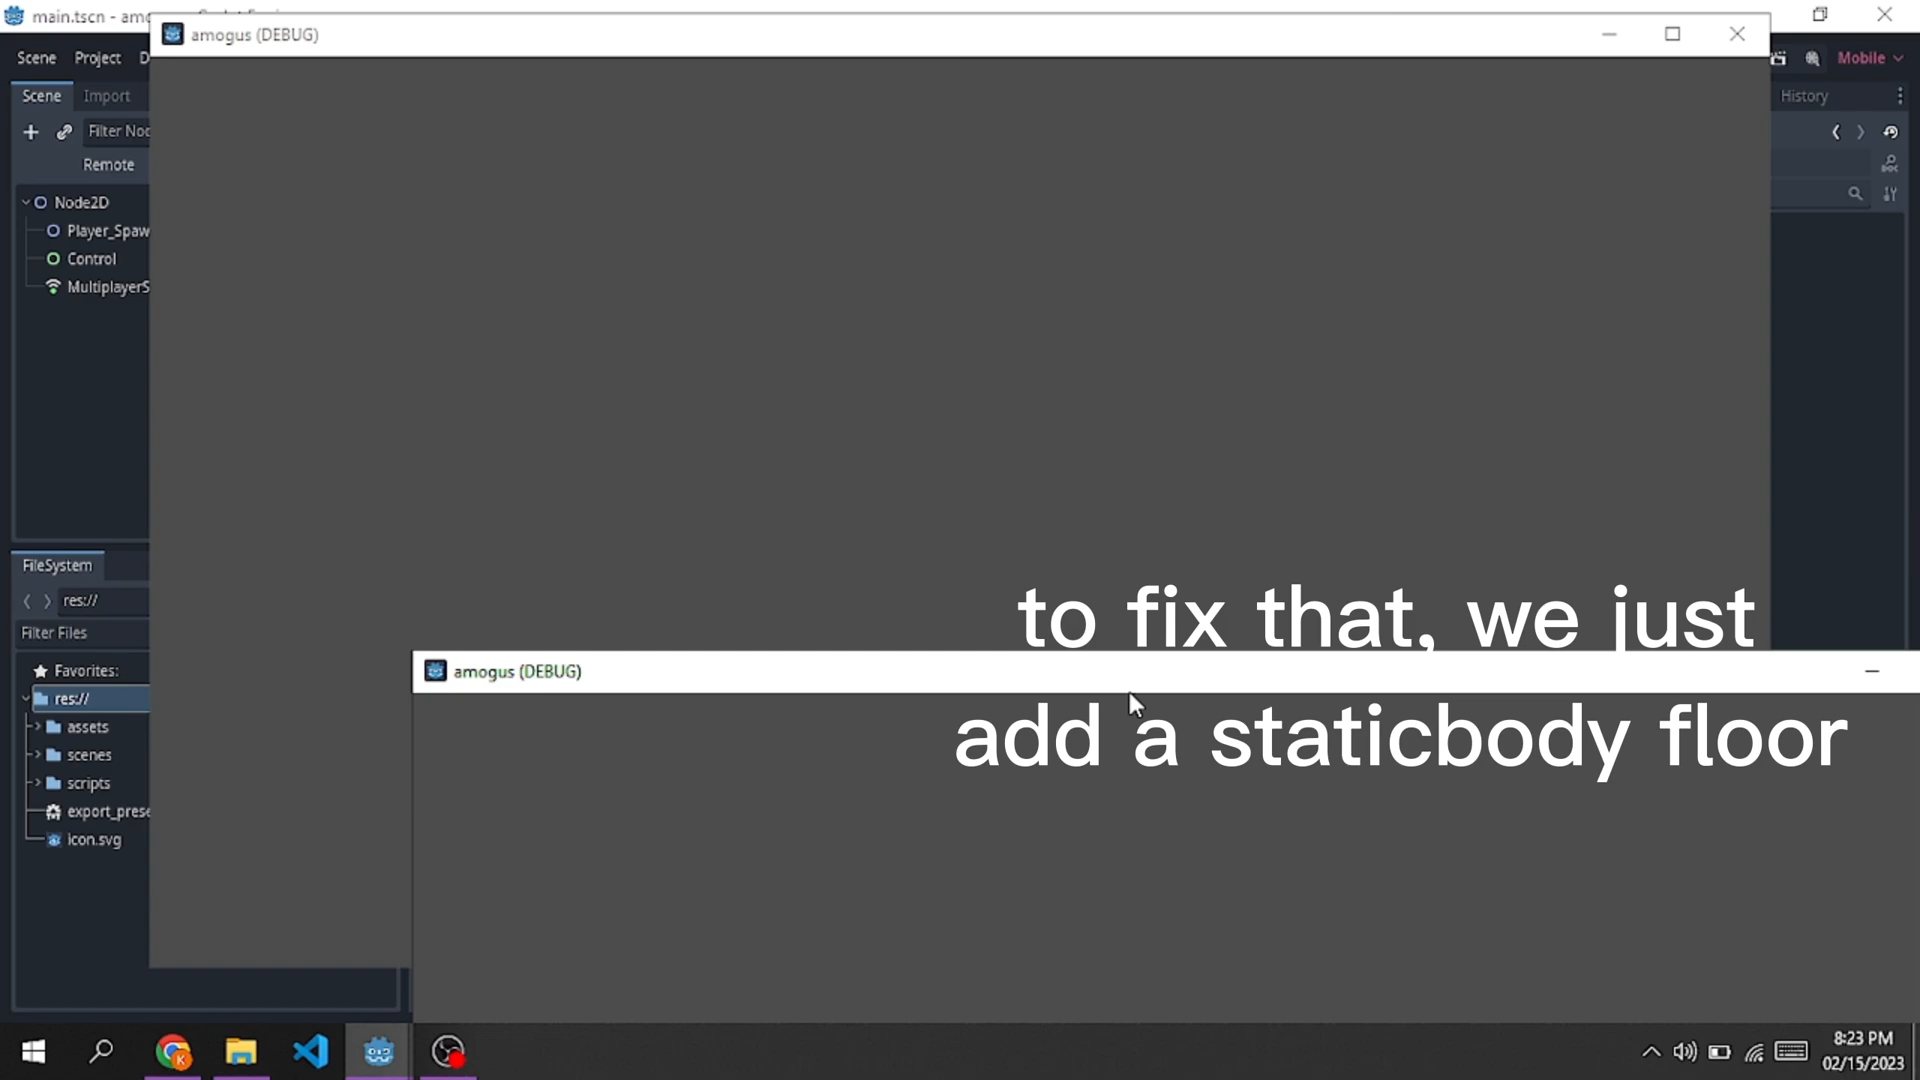 main.tscn - amo
amogus (DEBUG)
Scene Project D
Mobile
Scene Import
History
Filter Noc
Remote
Node2D
Player_Spaw
Control
MultiplayerS
FileSystem
res://
Filter Files
to fix that, we just
add a staticbody floor
amogus (DEBUG)
Favorites:
res://
assets
scenes
scripts
export_prese
icon.svg
K
8:23 PM
02/15/2023